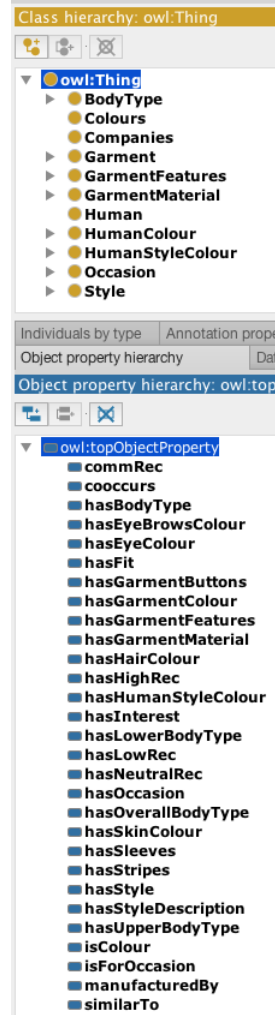 Class hierarchy: owl:Thing
owl:Thing
BodyType
Colours
Companies
Garment
GarmentFeatures
GarmentMaterial
Human
HumanColour
HumanStyleColour
Occasion
Style
Individuals by type Annotation prope
Object property hierarchy Da
Object property hierarchy: owl:top
owl:topObjectProperty
commRec
cooccurs
hasBodyType
hasEyeBrowsColour
hasEyeColour
hasFit
hasGarmentButtons
hasGarmentColour
hasGarmentFeatures
hasGarmentMaterial
hasHairColour
hasHighRec
hasHumanStyleColour
hasInterest
hasLowerBodyType
hasLowRec
hasNeutralRec
hasOccasion
hasOverallBodyType
hasSkinColour
hasSleeves
hasStripes
hasStyle
hasStyleDescription
hasUpperBodyType
isColour
isForOccasion
manufacturedBy
similarTo